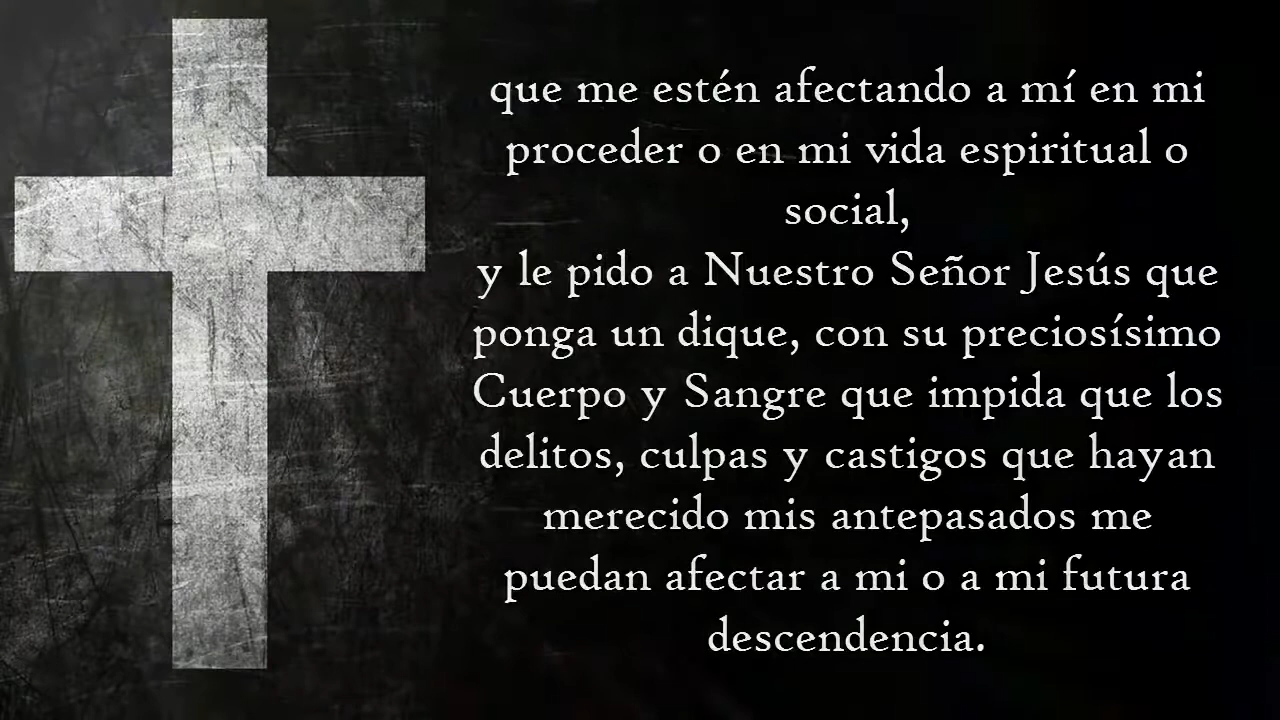 que me estén afectando a mí en mi
proceder o en mi vida espiritual o
social,
y le pido a Nuestro Señor Jesús que
ponga un dique, con su preciosísimo
Cuerpo y Sangre que impida que los
delitos, culpas y castigos que hayan
merecido mis antepasados me
puedan afectar a mi o a mi futura
descendencia.